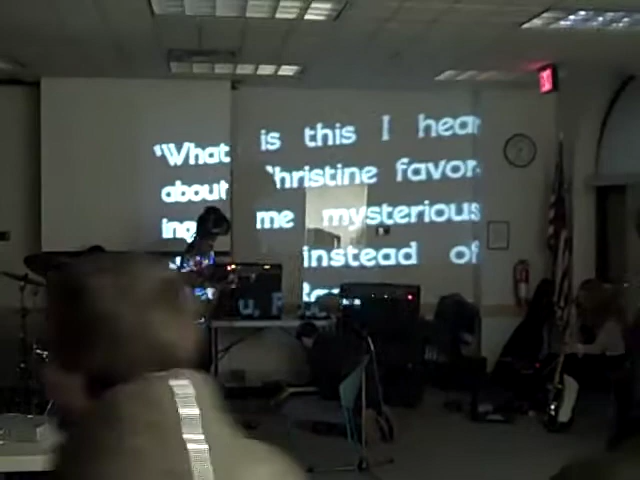 "What is this I hear
about Christine favor-
ing me mysterious
instead of
u,